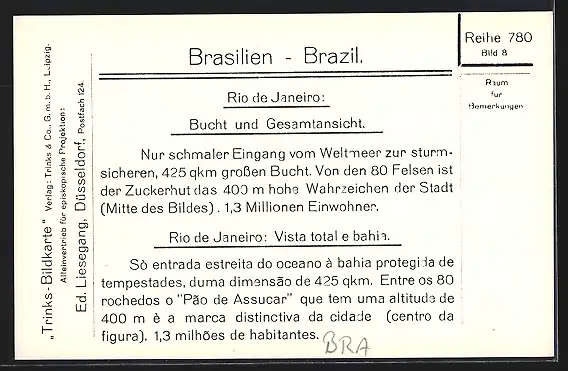 „Trinks-Bildkarte" Verlag: Trinks & Co., G. m. b. H., Leipzig.
Alleinvertrieb für episkopische Projektion:
Ed. Liesegang, Düsseldorf, Postfach 124.
Brasilien - Brazil.
Reihe 780
Bild 8
Raum
für
Bemerkungen
Rio de Janeiro:
Bucht und Gesamtansicht.
Nur schmaler Eingang vom Weltmeer zur sturm-
sicheren, 425 qkm großen Bucht. Von den 80 Felsen ist
der Zuckerhut das 400 m hohe Wahrzeichen der Stadt
(Mitte des Bildes). 1,3 Millionen Einwohner.
Rio de Janeiro: Vista total e bahia.
Sò entrada estreita do oceano à bahia protegida de
tempestades, duma dimensão de 425 qkm. Entre os 80
rochedos o "Pão de Assucar" que tem uma altitude de
400 m è a marca distinctiva da cidade (centro da
figura). 1,3 milhões de habitantes.
BRA